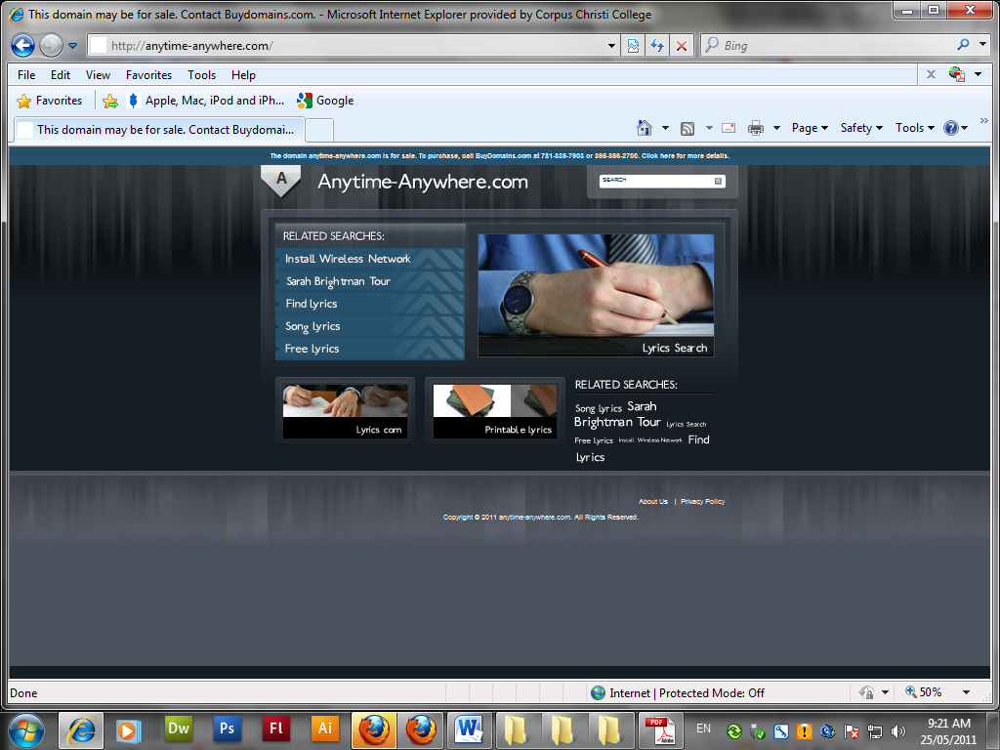 This domain may be for sale. Contact Buydomains.com. - Microsoft Internet Explorer provided by Corpus Christi College
http://anytime-anywhere.com/
Bing
File Edit View Favorites Tools Help
Favorites Apple, Mac, iPod and iPh... Google
This domain may be for sale. Contact Buydomai...
Page Safety Tools
The domain anytime-anywhere.com is for sale. To purchase, call BuyDomains.com at 781-839-7903 or 866-866-2700. Click here for more details.
A Anytime-Anywhere.com
SEARCH
RELATED SEARCHES:
Install Wireless Network
Sarah Brightman Tour
Find lyrics
Song lyrics
Free lyrics
Lyrics Search
Lyrics com
Printable lyrics
RELATED SEARCHES:
Song lyrics Sarah
Brightman Tour Lyrics Search
Free lyrics Install Wireless Network Find
Lyrics
About Us | Privacy Policy
Copyright © 2011 anytime-anywhere.com. All Rights Reserved.
Done
Internet | Protected Mode: Off
50%
Dw Ps Fl Ai W PDF Adobe
EN
9:21 AM
25/05/2011